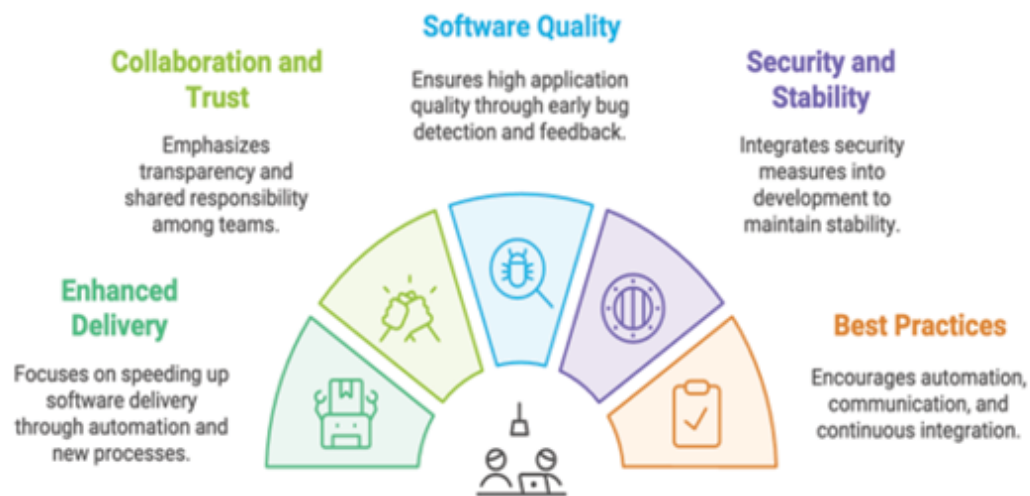 Software Quality
Ensures high application
quality through early bug
detection and feedback.
Collaboration and
Trust
Emphasizes
transparency and
shared responsibility
among teams.
Security and
Stability
Integrates security
measures into
development to
maintain stability.
Enhanced
Delivery
Focuses on speeding up
software delivery
through automation and
new processes.
Best Practices
Encourages automation,
communication, and
continuous integration.